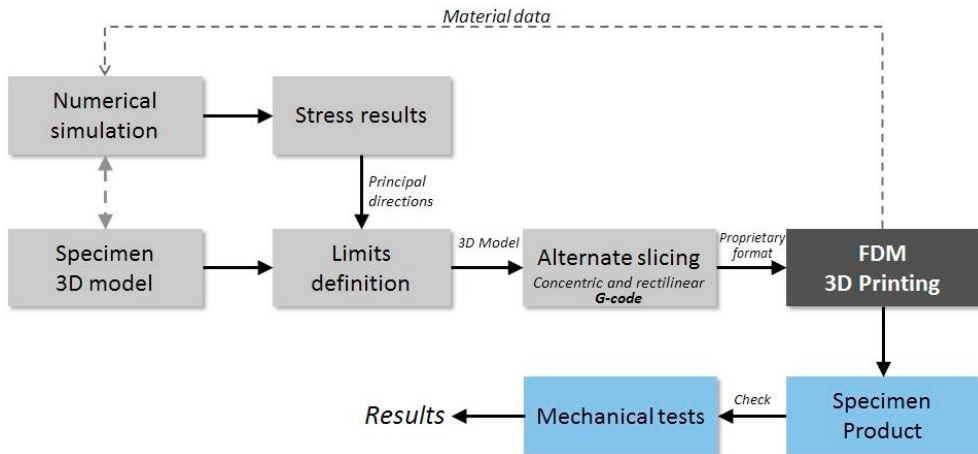 Material data
Numerical
simulation
Stress results
Principal
directions
Specimen
3D model
Limits
definition
3D Model
Alternate slicing
Concentric and rectilinear
G-code
Proprietary
format
FDM
3D Printing
Results
Mechanical tests
Check
Specimen
Product